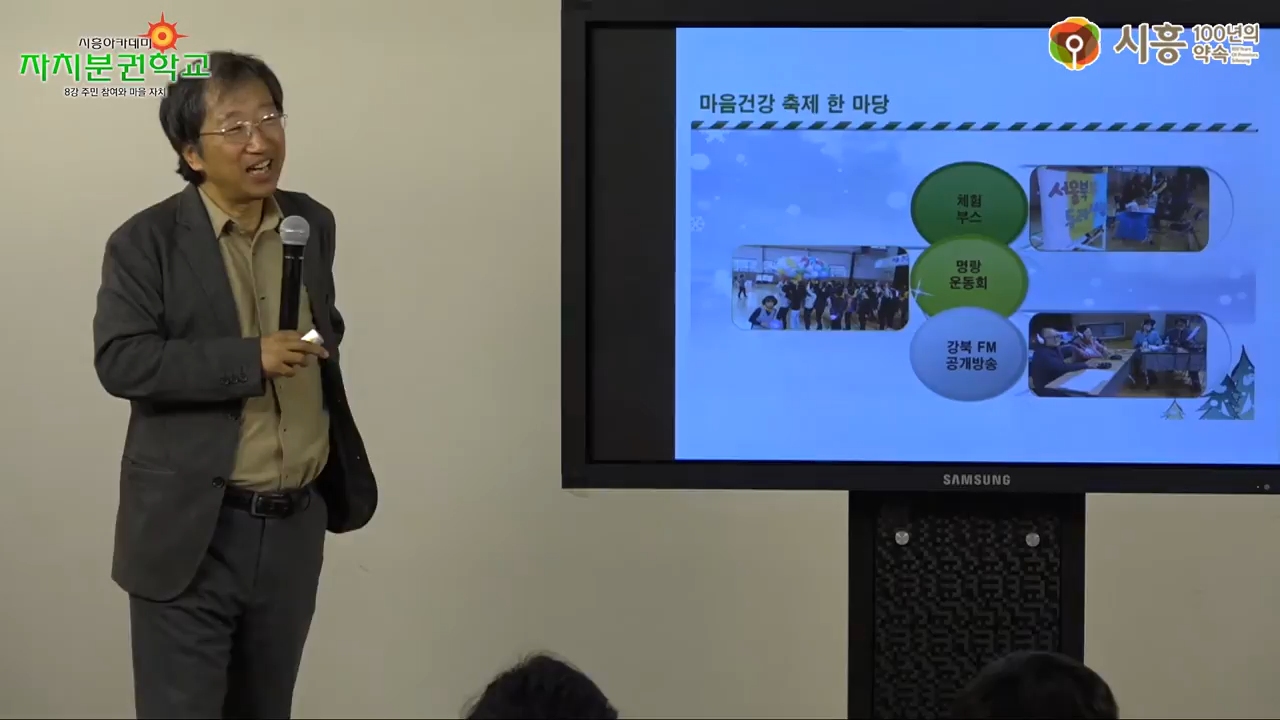 시흥아카데미
자치분권학교
8강 주민 참여와 마을 자치
시흥 100년의 약속
마음건강 축제 한 마당
체험
부스
명랑
운동회
강북 FM
공개방송
SAMSUNG